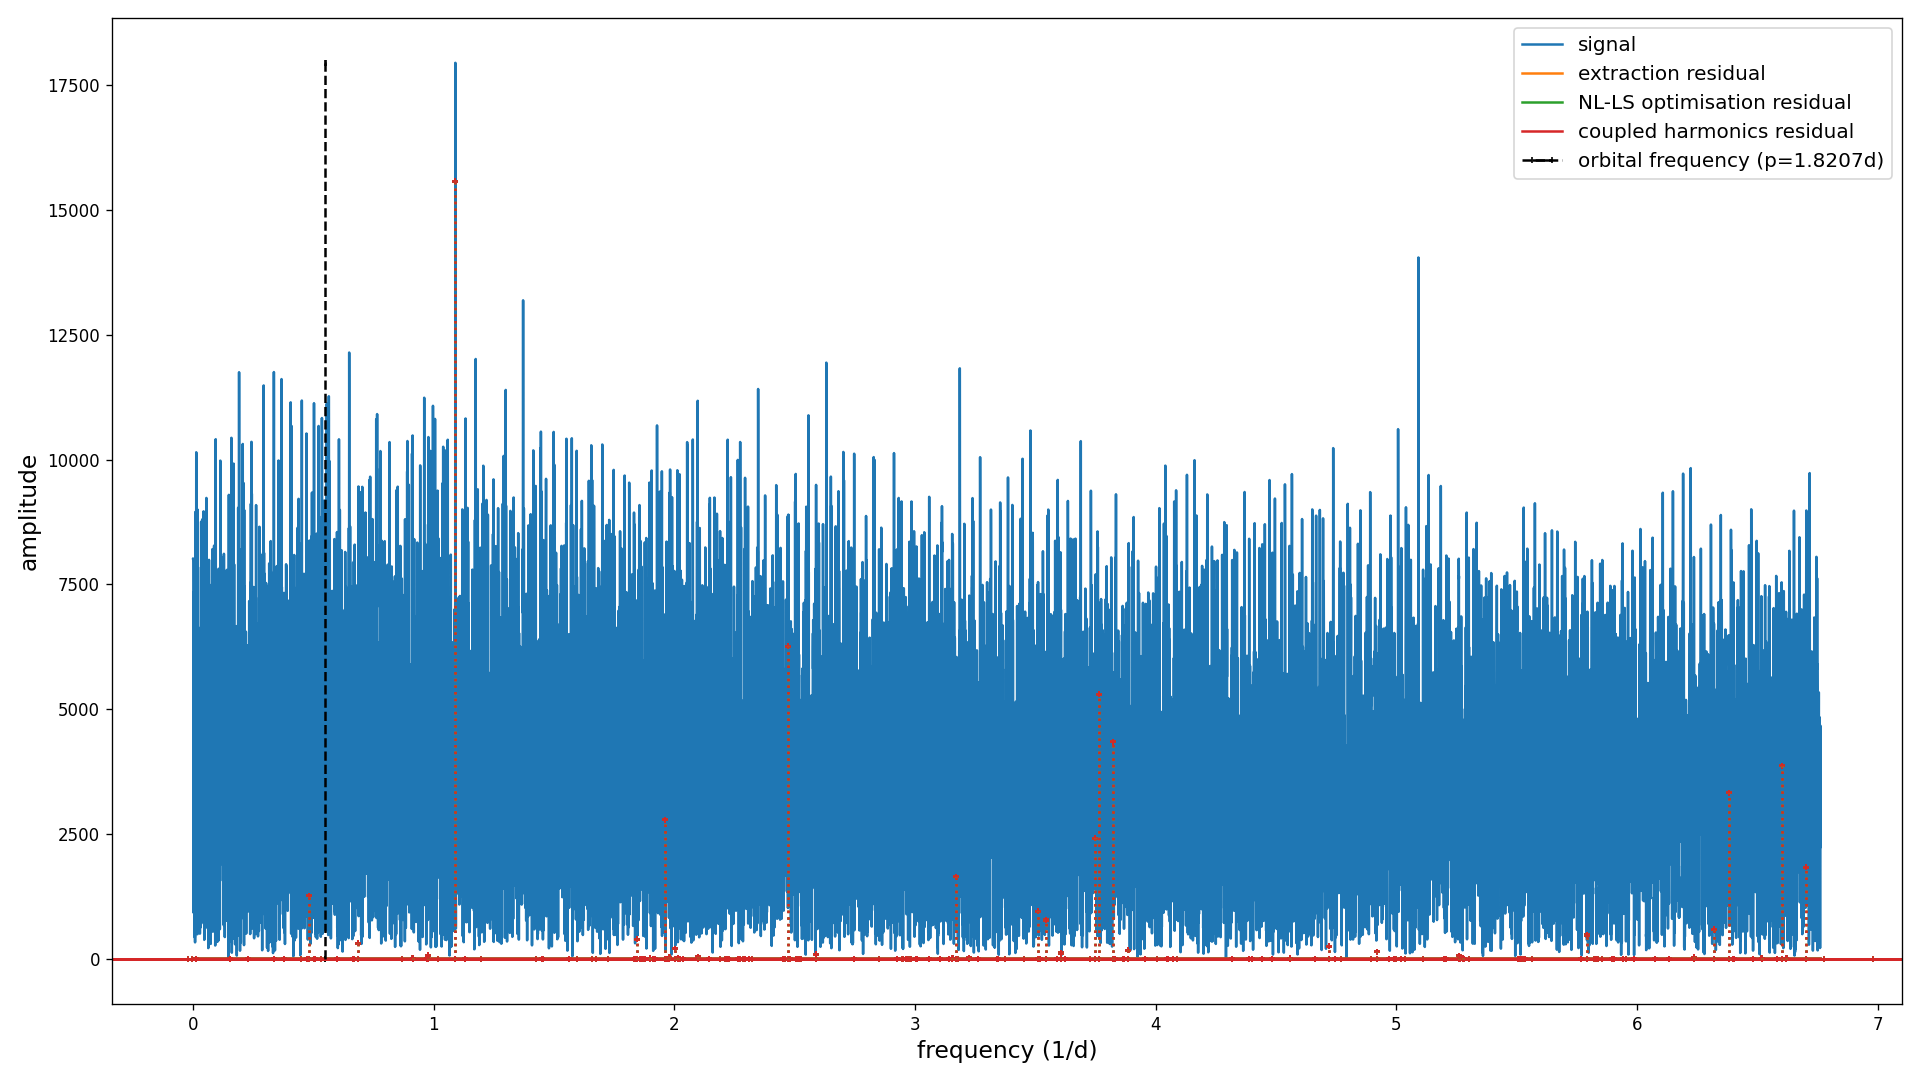 signal
extraction residual
NL-LS optimisation residual
coupled harmonics residual
orbital frequency (p=1.8207d)
amplitude
17500
15000
12500
10000
7500
5000
2500
0
0 1 2 3 4 5 6 7
frequency (1/d)